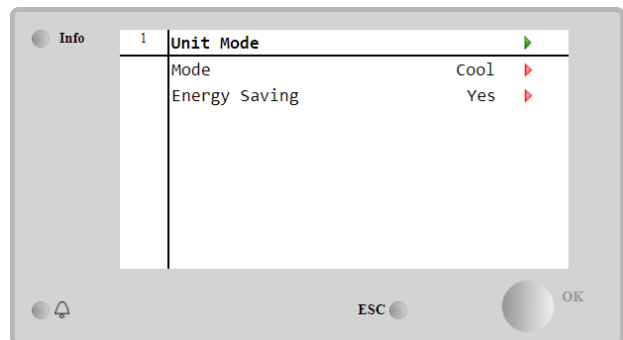 Info
1 Unit Mode
Mode Cool
Energy Saving Yes
ESC
OK